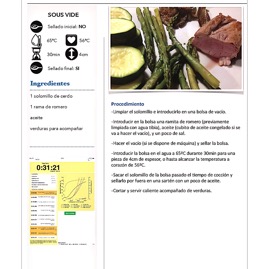 SOUS VIDE
Sellado inicial: NO
65ºC
56ºC
30min
4cm
Sellado final: SI
Ingredientes
1 solomillo de cerdo
1 rama de romero
aceite
verduras para acompañar
0:31:21
Procedimiento
-Limpiar el solomillo e introducirlo en una bolsa de vacío.
-Introducir en la bolsa una ramita de romero (previamente
limpiada con agua tibia), aceite (cubito de aceite congelado si se
va a hacer el vacío), y un poco de sal.
-Hacer el vacío (si se dispone de máquina) y sellar la bolsa.
-Introducir la bolsa en el agua a 65ºC durante 30min para una
pieza de 4cm de espesor, o hasta alcanzar la temperatura a
corazón de 56ºC.
-Sacar el solomillo de la bolsa pasado el tiempo de cocción y
sellarlo por fuera en una sartén con un poco de aceite.
-Cortar y servir caliente acompañado de verduras.